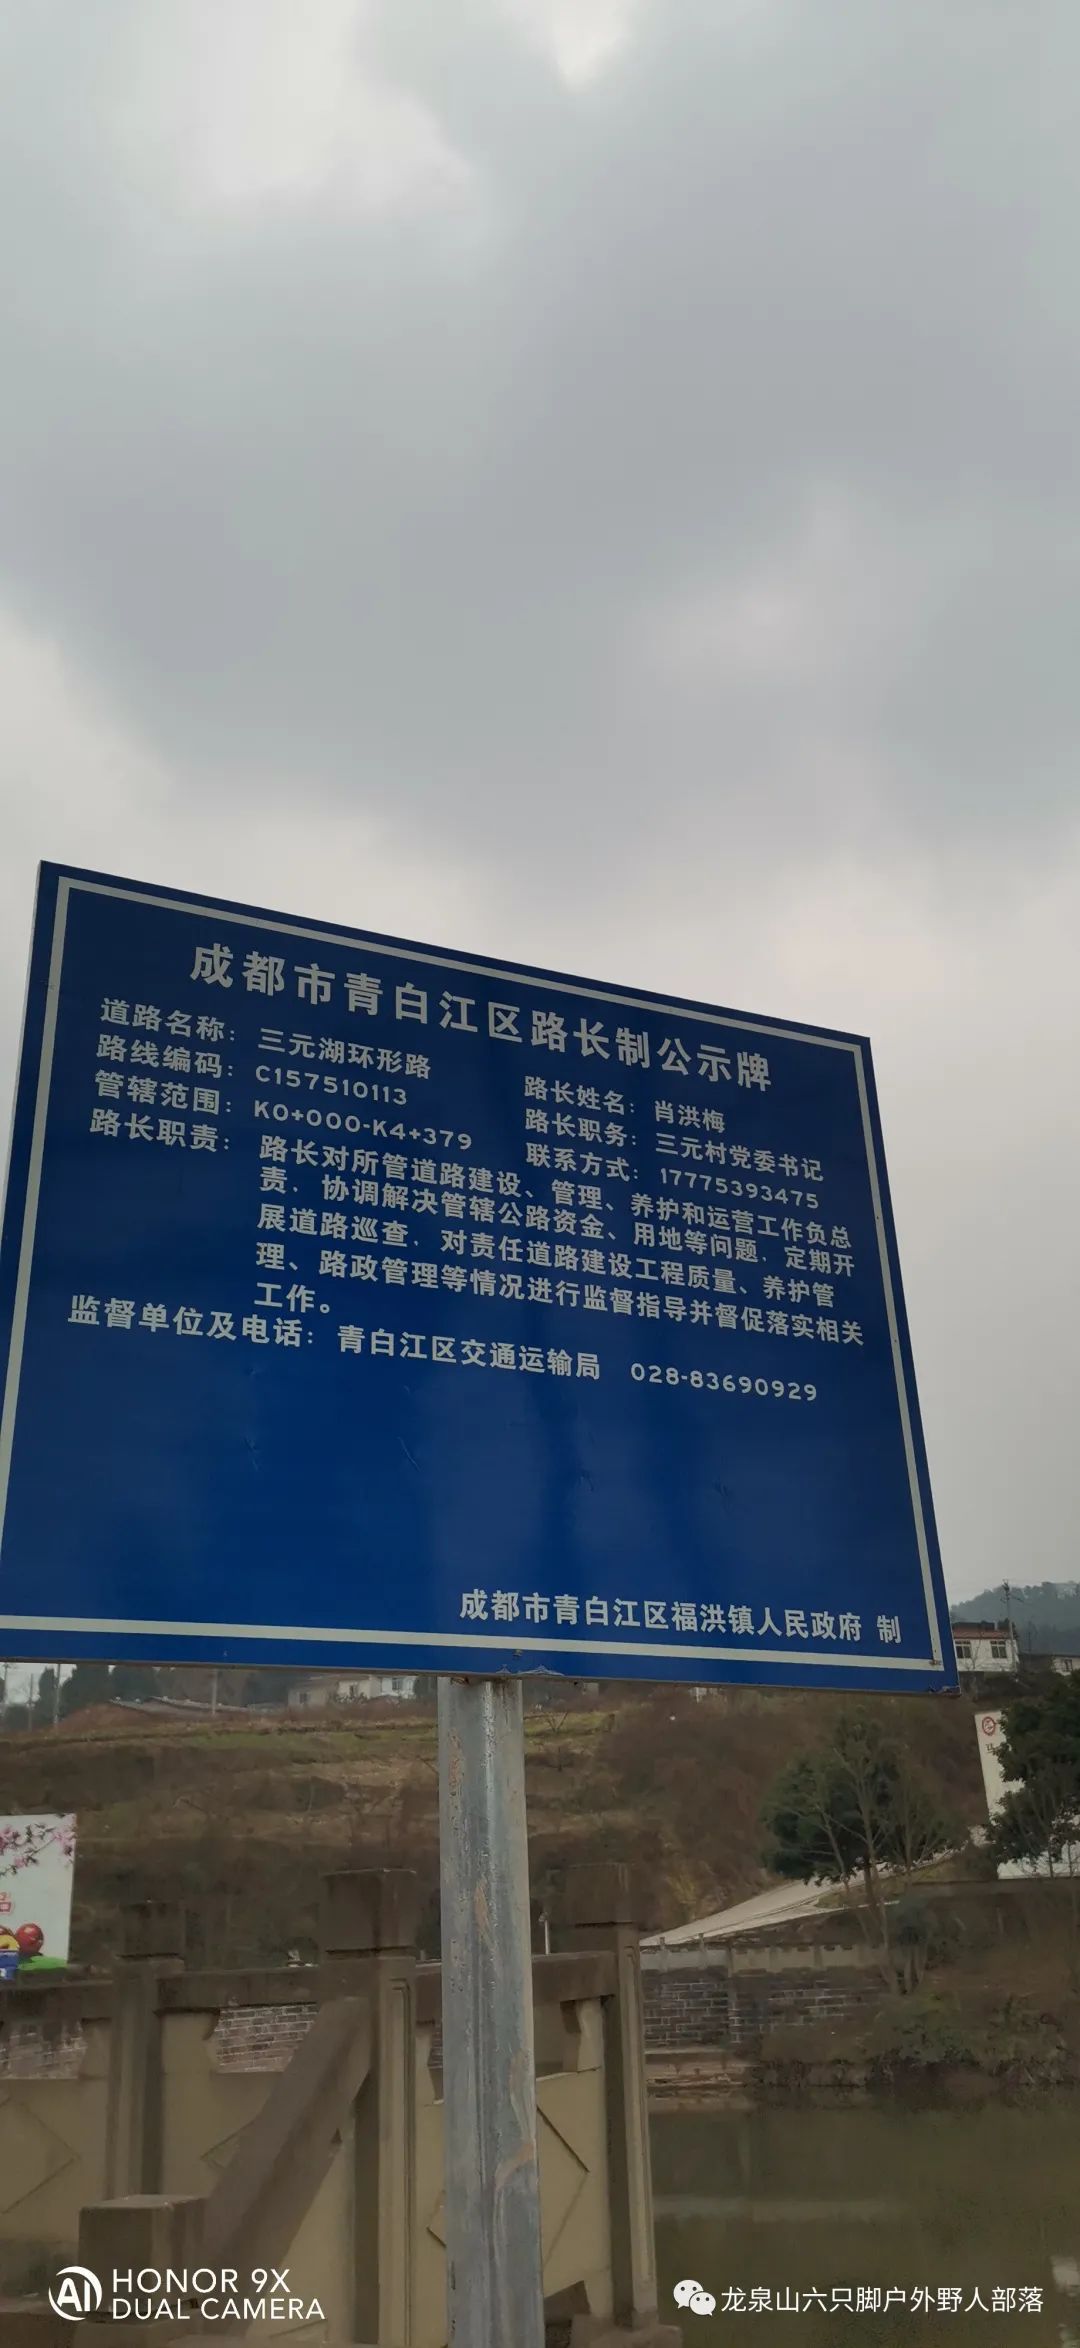 成都市青白江区路长制公示牌
道路名称：三元湖环形路
路线编码：C157510113
管辖范围：K0+000-K4+379
路长姓名：肖洪梅
路长职务：三元村党委书记
联系方式：17775393475
路长职责：路长对所管道路建设、管理、养护和运营工作负总
责，协调解决管辖公路资金、用地等问题，定期开
展道路巡查，对责任道路建设工程质量、养护管
理、路政管理等情况进行监督指导并督促落实相关
工作。
监督单位及电话：青白江区交通运输局 028-83690929
成都市青白江区福洪镇人民政府 制
AI HONOR 9X
DUAL CAMERA
龙泉山六只脚户外野人部落